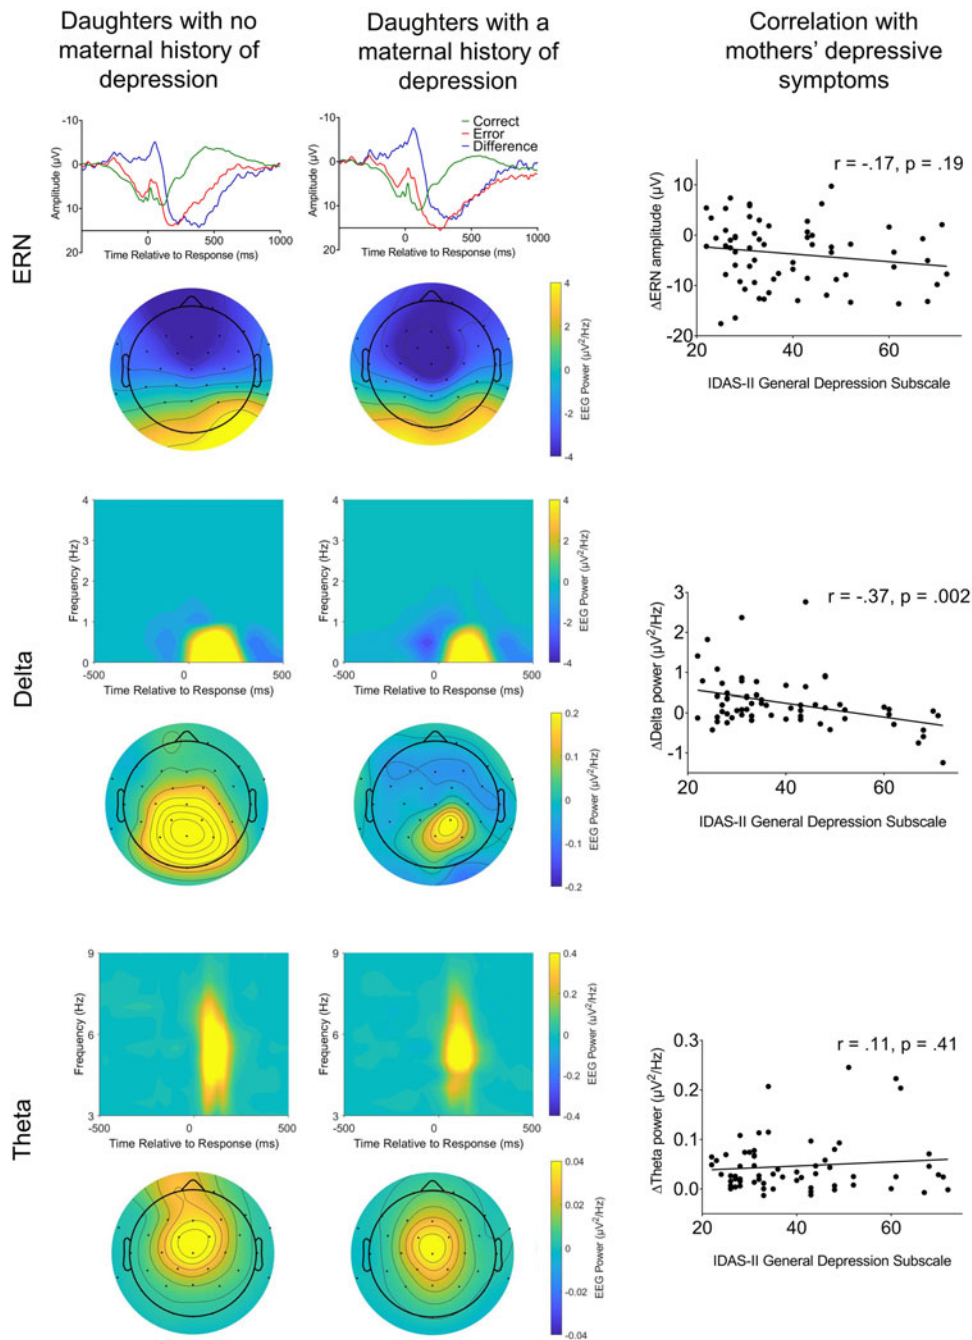 Daughters with no
maternal history of
depression
Daughters with a
maternal history of
depression
Correlation with
mothers' depressive
symptoms
ERN
-10
0
10
20
Amplitude (µV)
0
500
1000
Time Relative to Response (ms)
-10
0
10
20
Amplitude (µV)
Correct
Error
Difference
0
500
1000
Time Relative to Response (ms)
r = -.17, p = .19
10
0
-10
-20
ΔERN amplitude (µV)
20
40
60
IDAS-II General Depression Subscale
4
2
0
-2
-4
EEG Power (µV²/Hz)
Delta
4
3
2
1
0
Frequency (Hz)
-500
0
500
Time Relative to Response (ms)
4
3
2
1
0
Frequency (Hz)
-500
0
500
Time Relative to Response (ms)
4
2
0
-2
-4
EEG Power (µV²/Hz)
r = -.37, p = .002
3
2
1
0
-1
ΔDelta power (µV²/Hz)
20
40
60
IDAS-II General Depression Subscale
0.2
0.1
0
-0.1
-0.2
EEG Power (µV²/Hz)
Theta
9
6
3
Frequency (Hz)
-500
0
500
Time Relative to Response (ms)
9
6
3
Frequency (Hz)
-500
0
500
Time Relative to Response (ms)
0.4
0.2
0
-0.2
-0.4
EEG Power (µV²/Hz)
r = .11, p = .41
0.3
0.2
0.1
0.0
ΔTheta power (µV²/Hz)
20
40
60
IDAS-II General Depression Subscale
0.04
0.02
0
-0.02
-0.04
EEG Power (µV²/Hz)